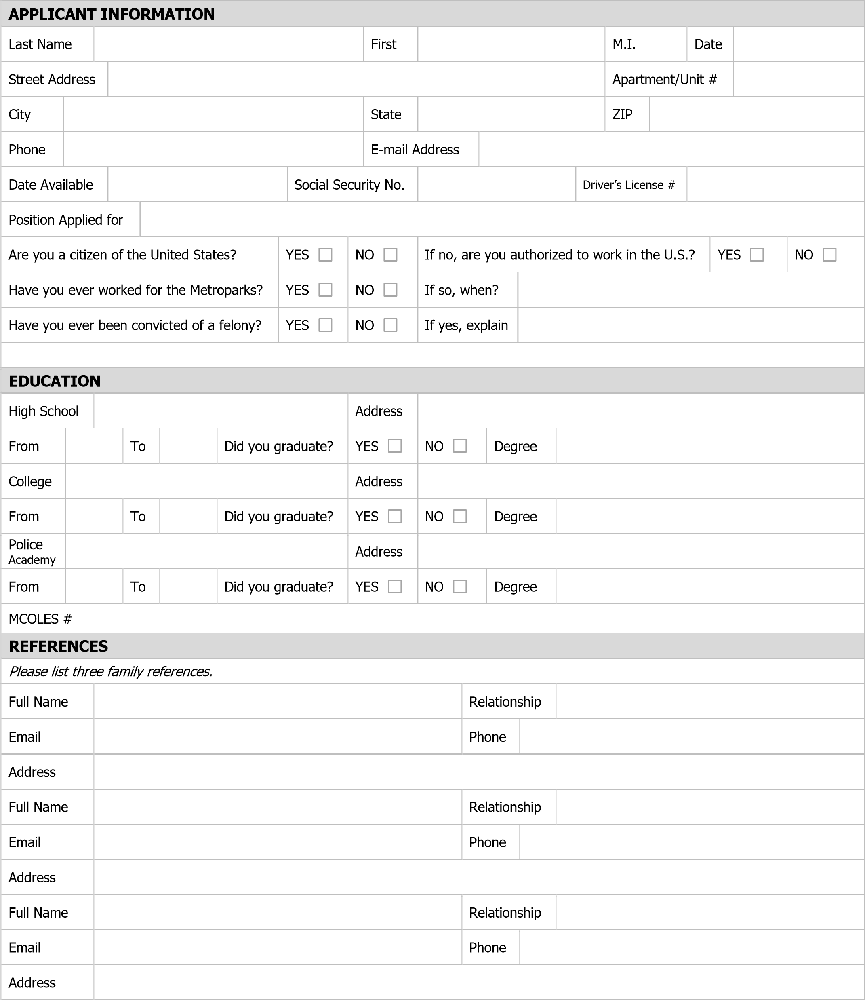 APPLICANT INFORMATION
Last Name First M.I. Date
Street Address Apartment/Unit #
City State ZIP
Phone E-mail Address
Date Available Social Security No. Driver’s License #
Position Applied for
Are you a citizen of the United States? YES NO If no, are you authorized to work in the U.S.? YES NO
Have you ever worked for the Metroparks? YES NO If so, when?
Have you ever been convicted of a felony? YES NO If yes, explain
EDUCATION
High School Address
From To Did you graduate? YES NO Degree
College Address
From To Did you graduate? YES NO Degree
Police
Academy Address
From To Did you graduate? YES NO Degree
MCOLES #
REFERENCES
Please list three family references.
Full Name Relationship
Email Phone
Address
Full Name Relationship
Email Phone
Address
Full Name Relationship
Email Phone
Address